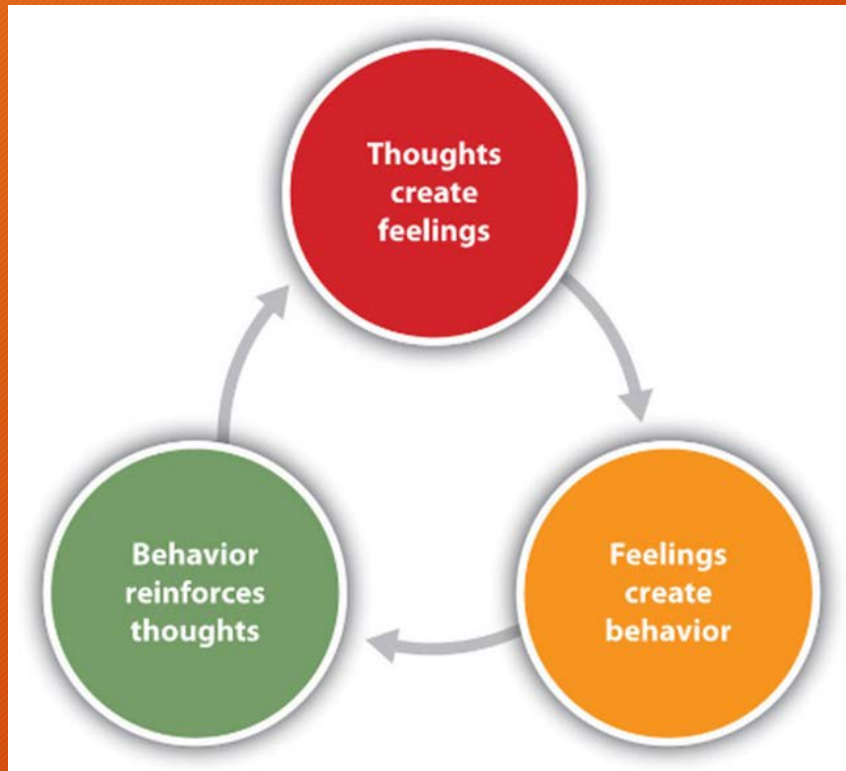 Thoughts
create
feelings
Feelings
create
behavior
Behavior
reinforces
thoughts